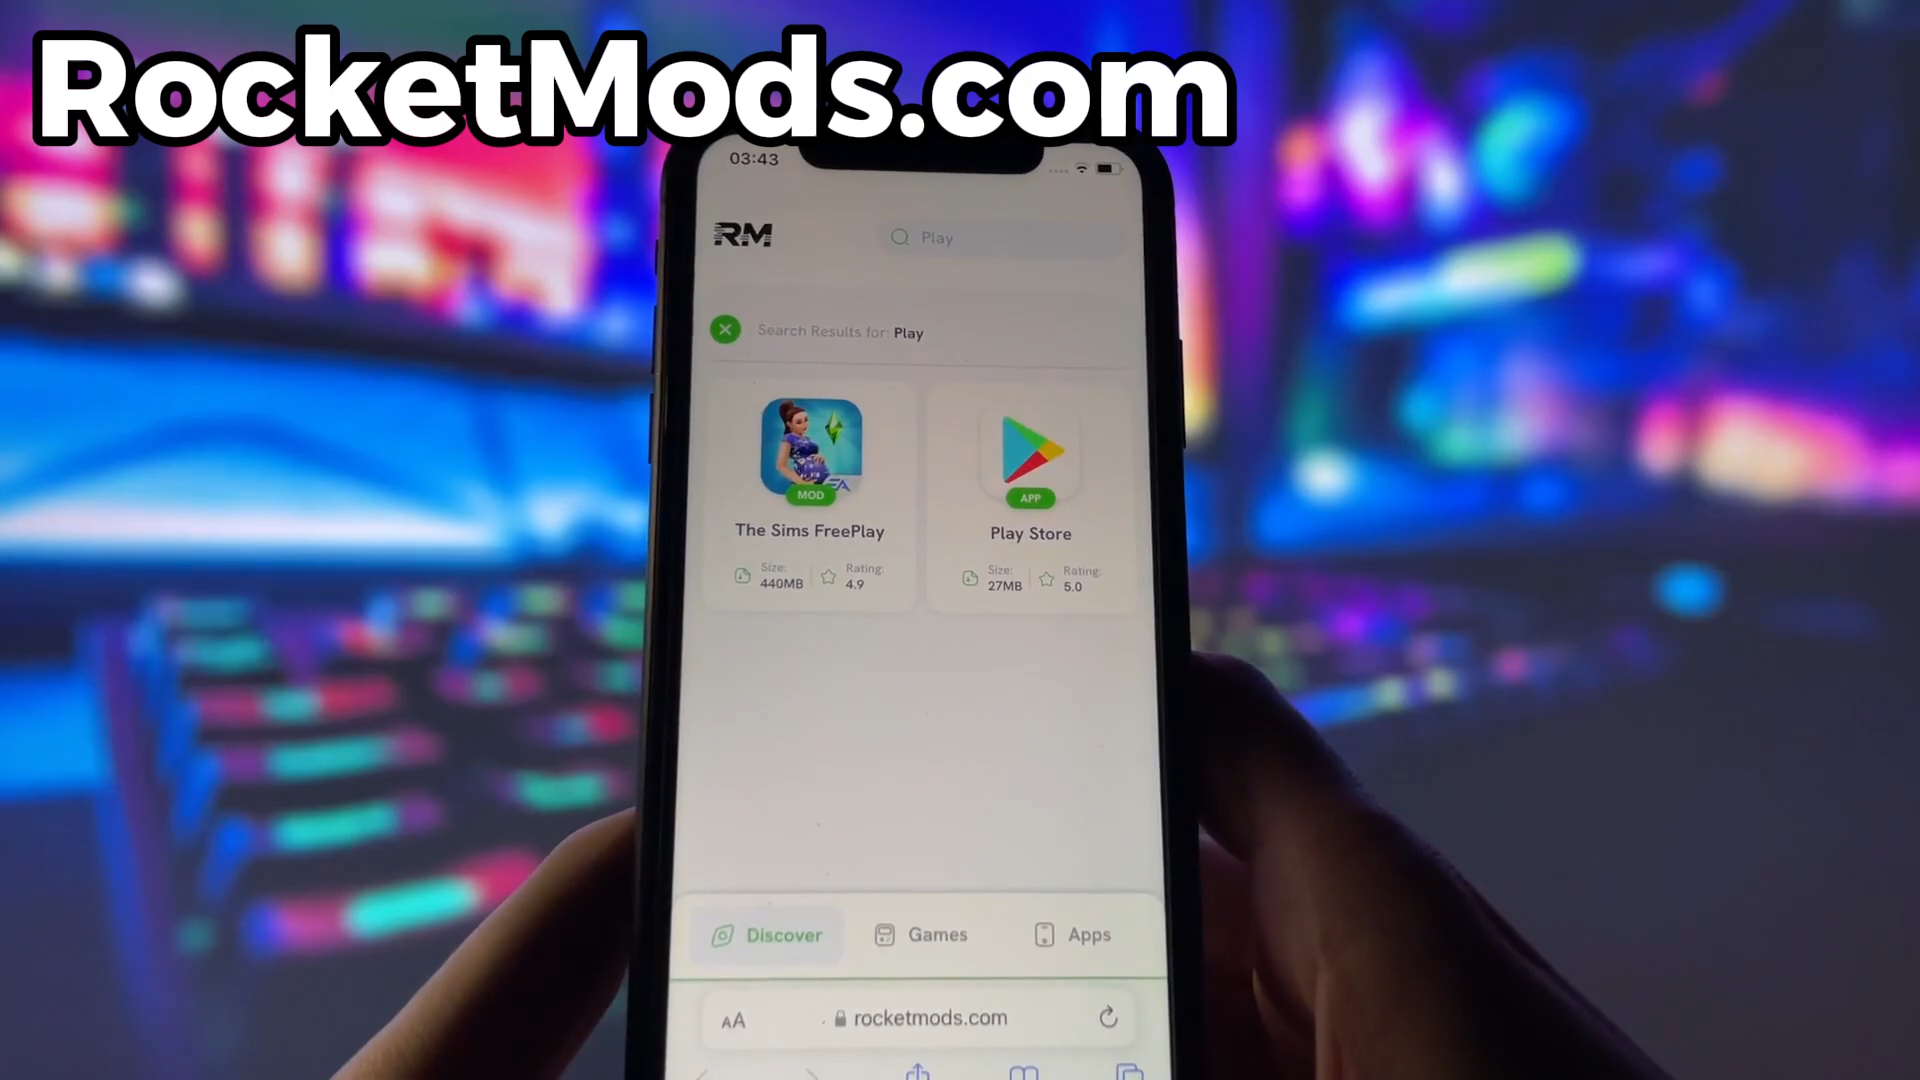 RocketMods.com
03:43
RM
Play
Search Results for: Play
MOD
APP
The Sims FreePlay
Play Store
Size:
440MB
Rating:
4.9
Size:
27MB
Rating:
5.0
Discover
Games
Apps
AA
rocketmods.com
EA